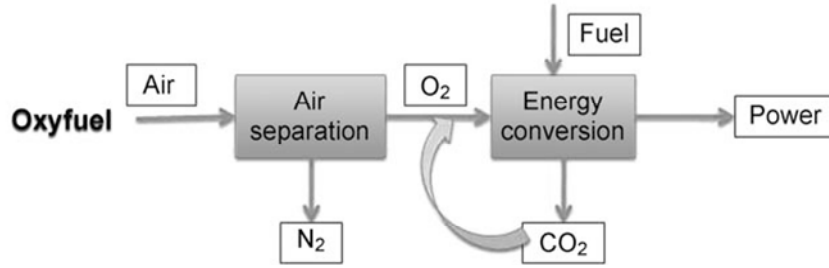 Oxyfuel
Air
Air
separation
O₂
Fuel
Energy
conversion
Power
N₂
CO₂